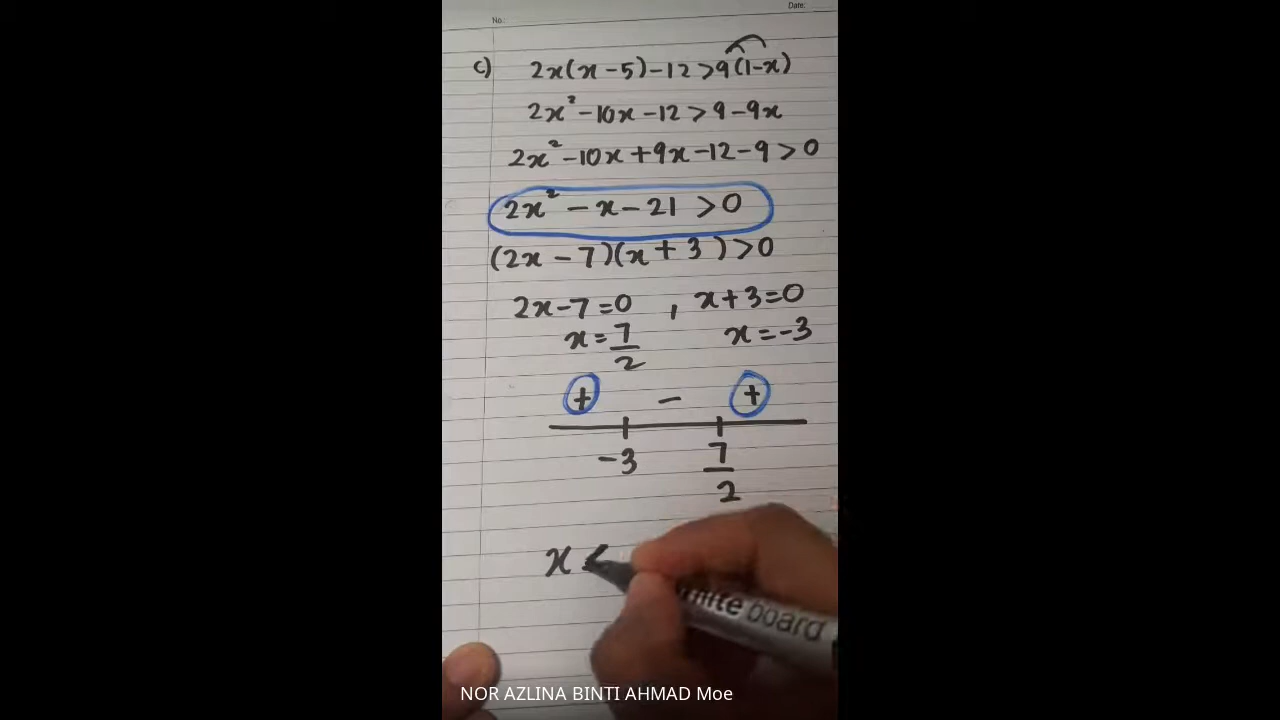 No.: Date:
c) 2x(x-5)-12>9(1-x)
2x²-10x-12>9-9x
2x²-10x+9x-12-9>0
2x²-x-21>0
(2x-7)(x+3)>0
2x-7=0, x+3=0
x=7/2 x=-3
+ - +
-3 7/2
x <
board
NOR AZLINA BINTI AHMAD Moe